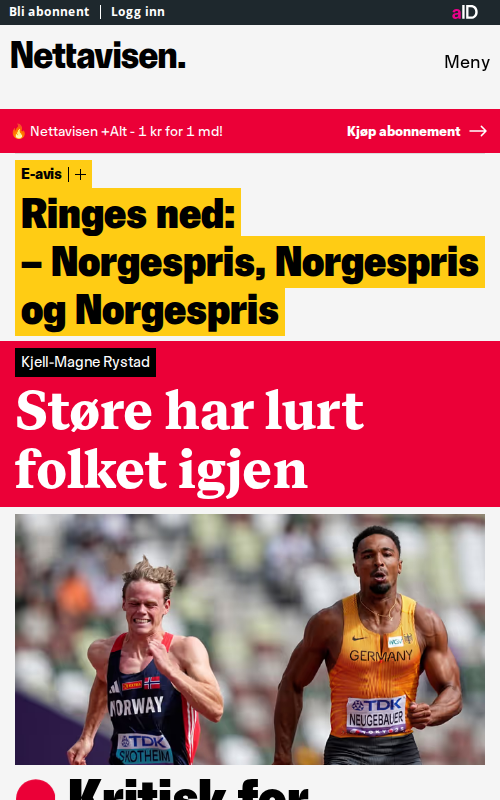 Bli abonnent | Logg inn
aID
Nettavisen.
Meny
🔥 Nettavisen +Alt - 1 kr for 1 md!
Kjøp abonnement →
E-avis | +
Ringes ned:
– Norgespris, Norgespris
og Norgespris
Kjell-Magne Rystad
Støre har lurt
folket igjen
GERMANY
NORWAY
TDK
NEUGEBAUER
TDK
SKOTHEIM
Kritisk for